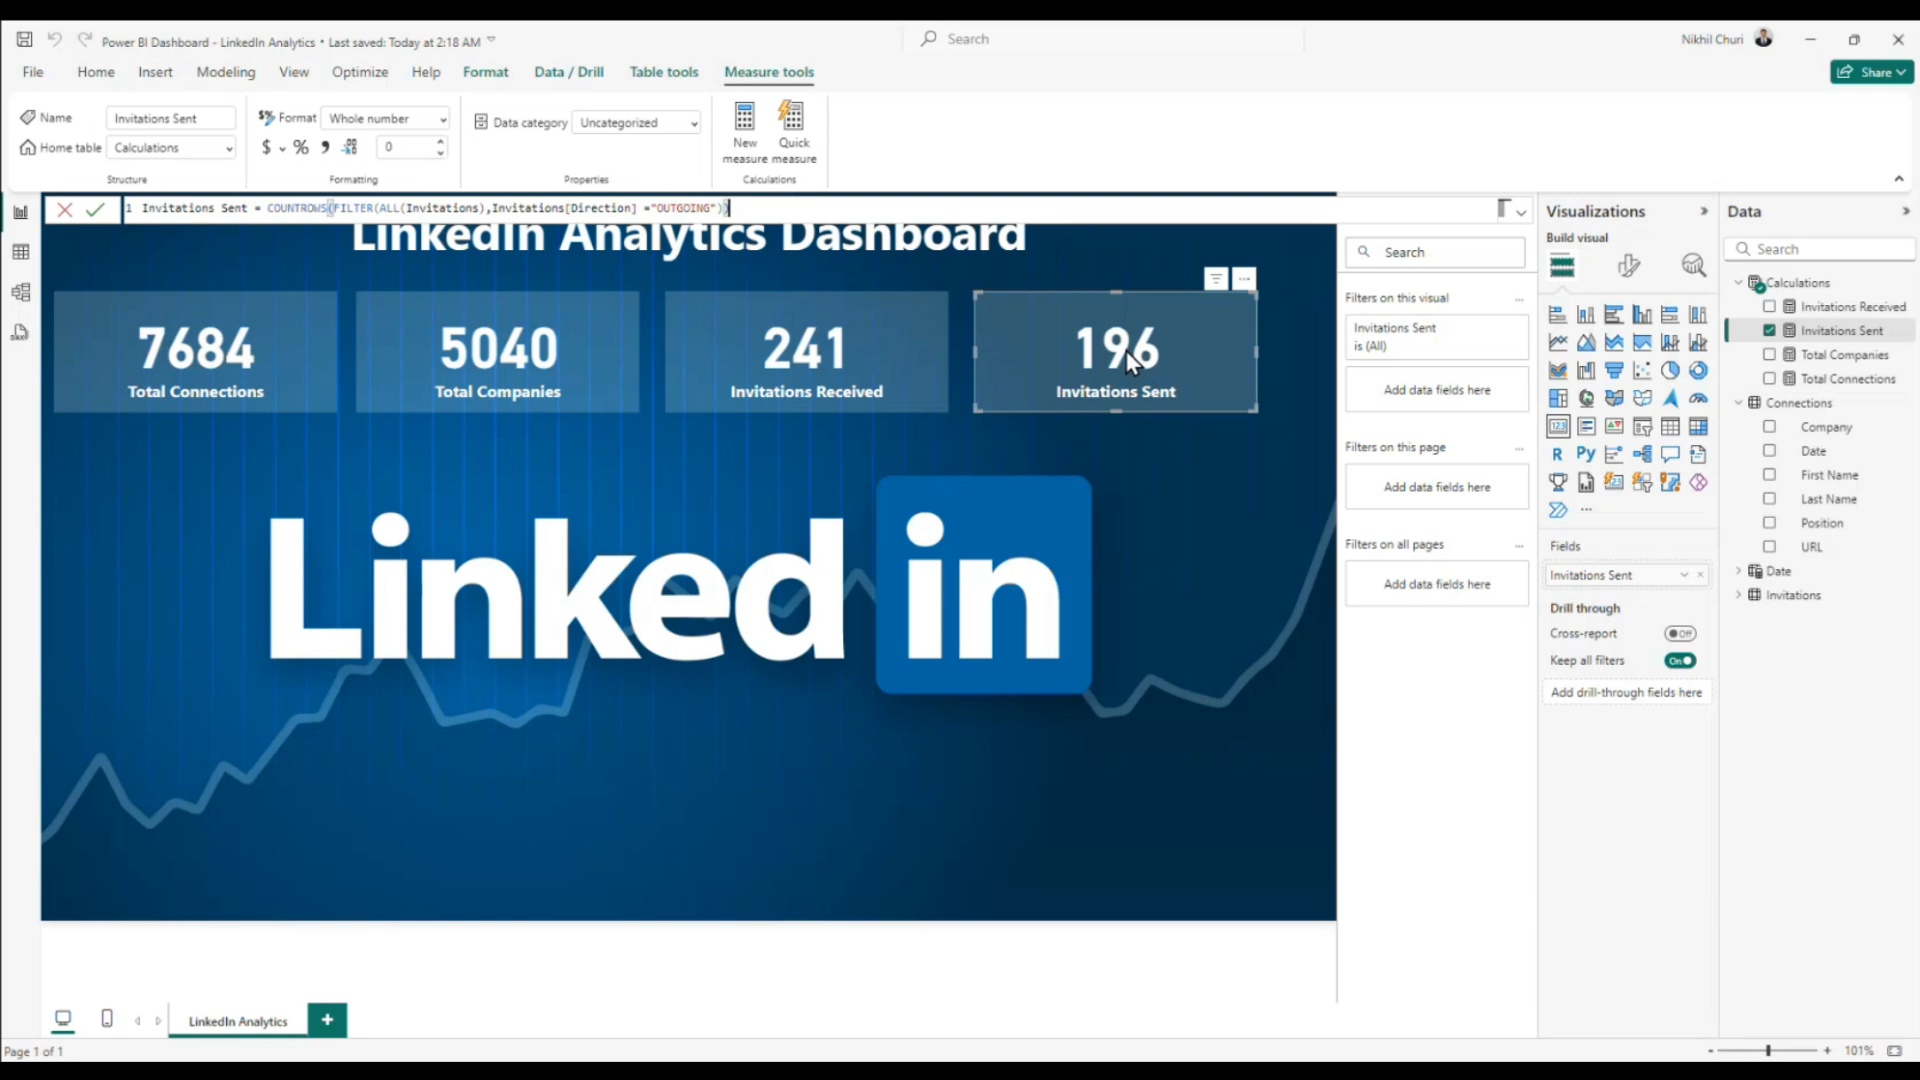 Power BI Dashboard - LinkedIn Analytics • Last saved: Today at 2:18 AM
Search
Nikhil Churi
File Home Insert Modeling View Optimize Help Format Data / Drill Table tools Measure tools
Share
Name Invitations Sent
Format Whole number
Data category Uncategorized
New measure
Quick measure
Home table Calculations
$ % 0
Structure Formatting Properties Calculations
1 Invitations Sent = COUNTROWS(FILTER(ALL(Invitations),Invitations[Direction] ="OUTGOING"))
LinkedIn Analytics Dashboard
7684
Total Connections
5040
Total Companies
241
Invitations Received
196
Invitations Sent
Linked in
Search
Filters on this visual
Invitations Sent
is (All)
Add data fields here
Filters on this page
Add data fields here
Filters on all pages
Add data fields here
Visualizations
Build visual
R Py
123
Fields
Invitations Sent
Drill through
Cross-report Off
Keep all filters On
Add drill-through fields here
Data
Search
Calculations
Invitations Received
Invitations Sent
Total Companies
Total Connections
Connections
Company
Date
First Name
Last Name
Position
URL
Date
Invitations
LinkedIn Analytics
+
Page 1 of 1
- + 101%